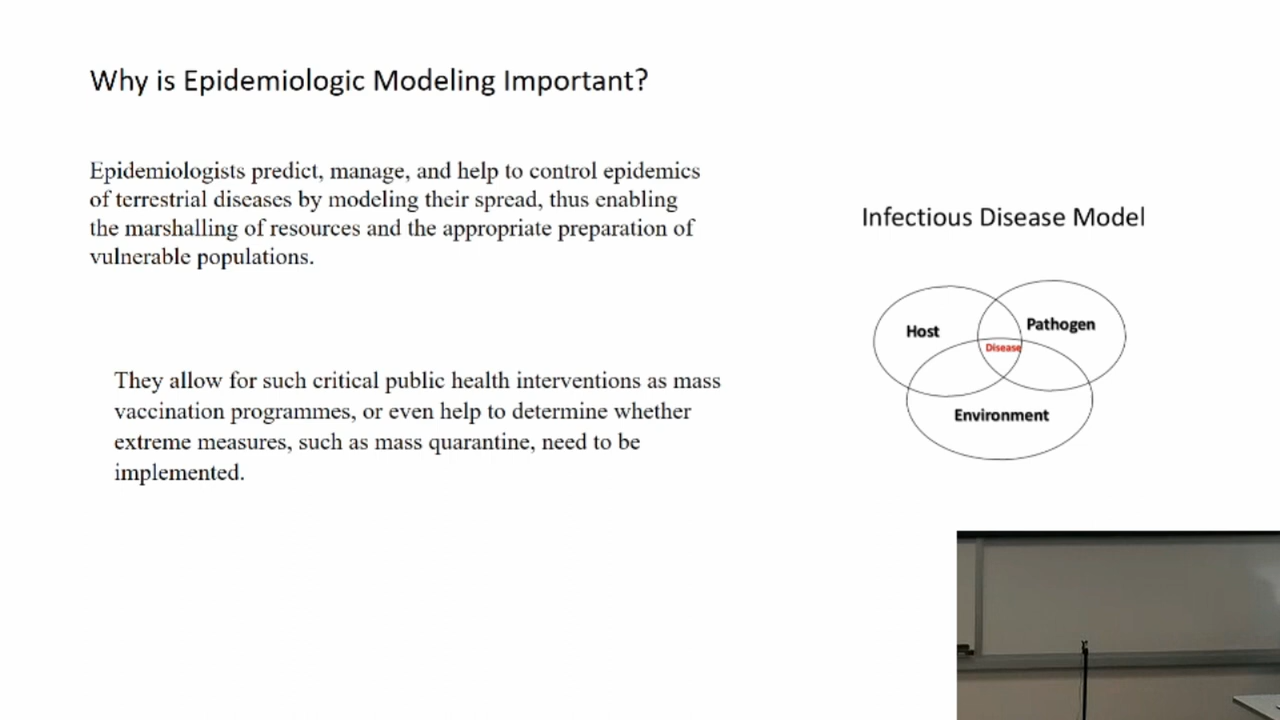 Why is Epidemiologic Modeling Important?
Epidemiologists predict, manage, and help to control epidemics
of terrestrial diseases by modeling their spread, thus enabling
the marshalling of resources and the appropriate preparation of
vulnerable populations.
They allow for such critical public health interventions as mass
vaccination programmes, or even help to determine whether
extreme measures, such as mass quarantine, need to be
implemented.
Infectious Disease Model
Host
Pathogen
Disease
Environment